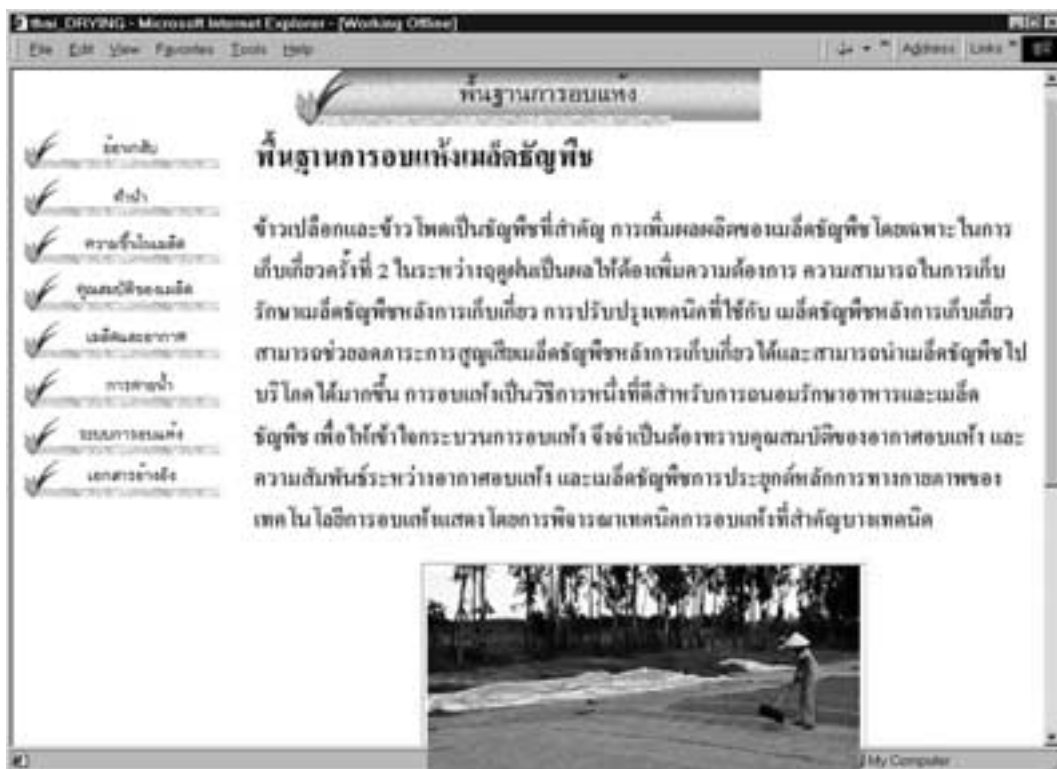 thai_DRYING - Microsoft Internet Explorer - [Working Offline]
File Edit View Favorites Tools Help
Address Links
พื้นฐานการอบแห้ง
ย้อนกลับ
คำนำ
ความชื้นในเมล็ด
คุณสมบัติของเมล็ด
เมล็ดและอากาศ
การคายน้ำ
ระบบการอบแห้ง
เอกสารอ้างอิง
พื้นฐานการอบแห้งเมล็ดธัญพืช
ข้าวเปลือกและข้าวโพดเป็นธัญพืชที่สำคัญ การเพิ่มผลผลิตของเมล็ดธัญพืชโดยเฉพาะในการ
เก็บเกี่ยวครั้งที่ 2 ในระหว่างฤดูฝนเป็นผลให้ต้องเพิ่มความต้องการ ความสามารถในการเก็บ
รักษาเมล็ดธัญพืชหลังการเก็บเกี่ยว การปรับปรุงเทคนิคที่ใช้กับ เมล็ดธัญพืชหลังการเก็บเกี่ยว
สามารถช่วยลดภาระการสูญเสียเมล็ดธัญพืชหลังการเก็บเกี่ยวได้และสามารถนำเมล็ดธัญพืชไป
บริโภคได้มากขึ้น การอบแห้งเป็นวิธีการหนึ่งที่ดีสำหรับการถนอมรักษาอาหารและเมล็ด
ธัญพืช เพื่อให้เข้าใจกระบวนการอบแห้ง จึงจำเป็นต้องทราบคุณสมบัติของอากาศอบแห้ง และ
ความสัมพันธ์ระหว่างอากาศอบแห้ง และเมล็ดธัญพืชการประยุกต์หลักการทางกายภาพของ
เทคโนโลยีการอบแห้งแสดงโดยการพิจารณาเทคนิคการอบแห้งที่สำคัญบางเทคนิค
My Computer